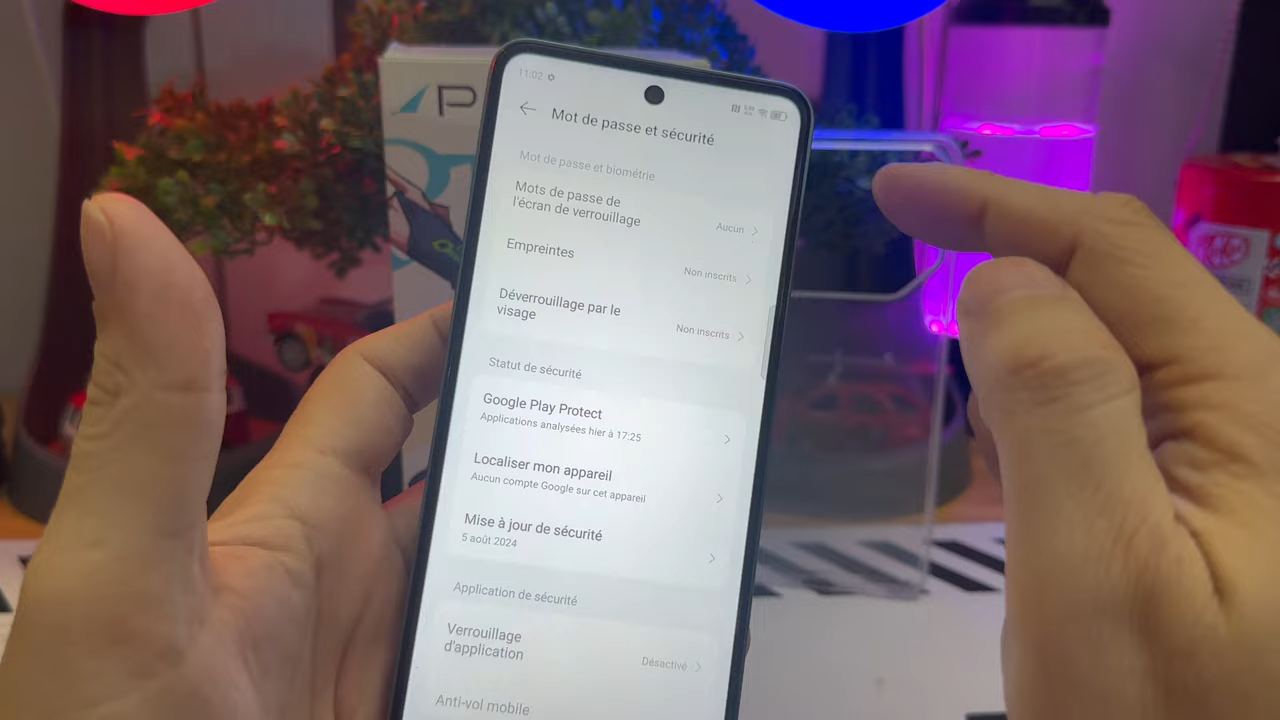 P
11:02
Mot de passe et sécurité
Mot de passe et biométrie
Mots de passe de
l'écran de verrouillage
Aucun
Empreintes
Non inscrits
Déverrouillage par le
visage
Non inscrits
Statut de sécurité
Google Play Protect
Applications analysées hier à 17:25
Localiser mon appareil
Aucun compte Google sur cet appareil
Mise à jour de sécurité
5 août 2024
Application de sécurité
Verrouillage
d'application
Désactivé
Anti-vol mobile
KitKat